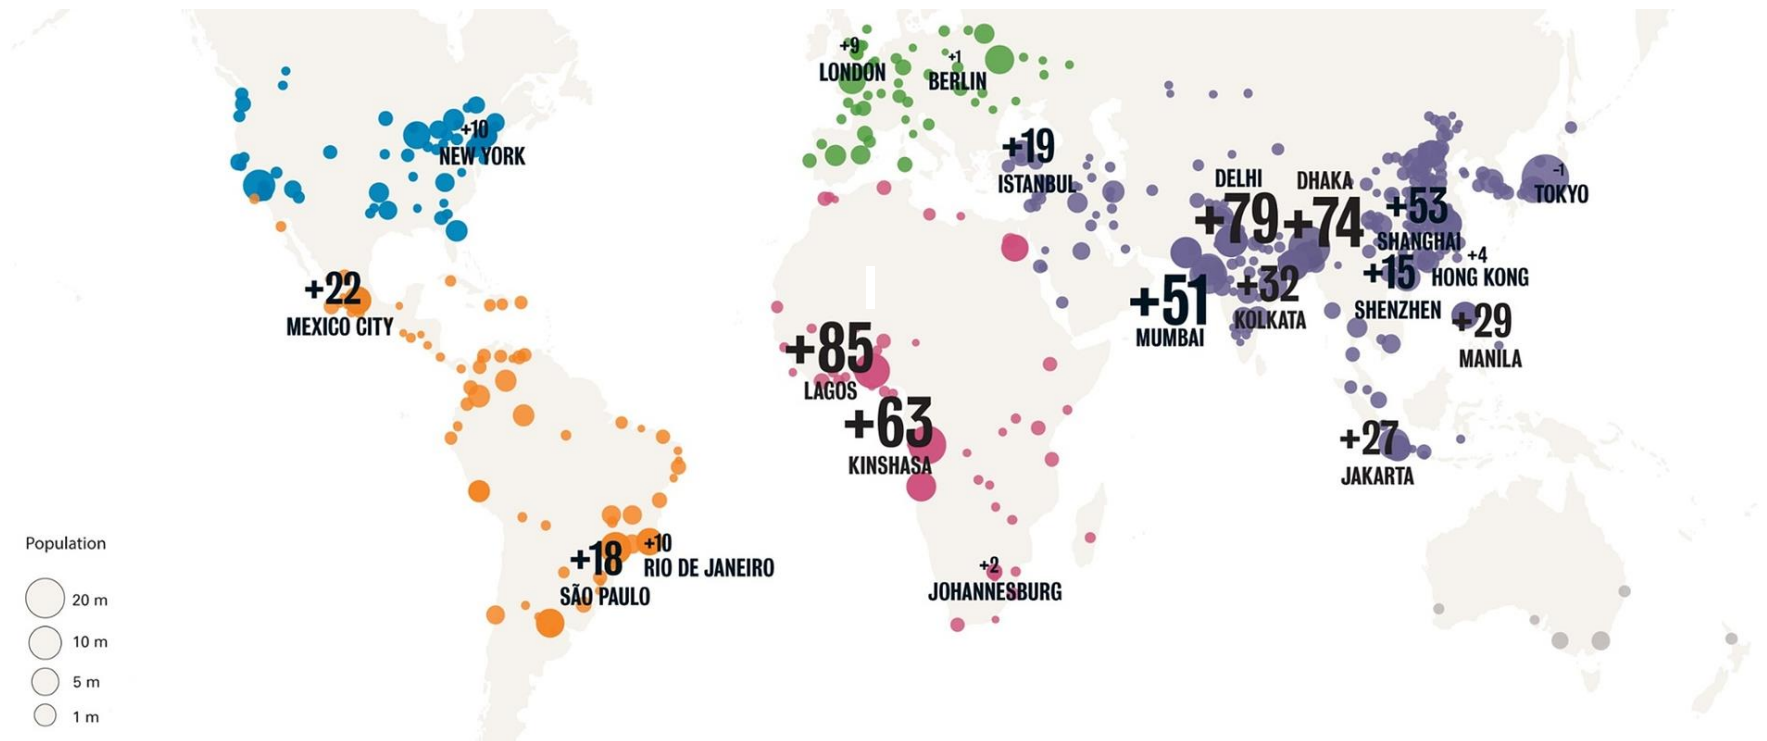 +9
LONDON
+1
BERLIN
+10
NEW YORK
+19
ISTANBUL
DELHI
+79
DHAKA
+74
+53
SHANGHAI
-1
TOKYO
+22
MEXICO CITY
+51
MUMBAI
+32
KOLKATA
+15
SHENZHEN
+4
HONG KONG
+29
MANILA
+85
LAGOS
+63
KINSHASA
+27
JAKARTA
+18
SÃO PAULO
+10
RIO DE JANEIRO
+2
JOHANNESBURG
Population
20 m
10 m
5 m
1 m